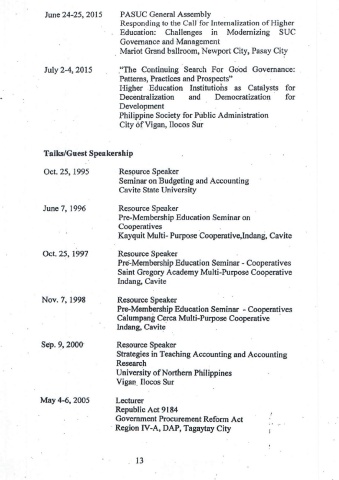 June 24-25, 2015 PASUC General Assembly
Responding to the Call for Internalization of Higher
Education: Challenges in Modernizing SUC
Governance and Management
Mariot Grand ballroom, Newport City, Pasay City
July 2-4, 2015 "The Continuing Search For Good Governance:
Patterns, Practices and Prospects"
Higher Education Institutions as Catalysts for
Decentralization and Democratization for
Development
Philippine Society for Public Administration
City of Vigan, Ilocos Sur
Talks/Guest Speakership
Oct. 25, 1995 Resource Speaker
Seminar on Budgeting and Accounting
Cavite State University
June 7, 1996 Resource Speaker
Pre-Membership Education Seminar on
Cooperatives
Kayquit Multi- Purpose Cooperative,Indang, Cavite
Oct. 25, 1997 Resource Speaker
Pre-Membership Education Seminar - Cooperatives
Saint Gregory Academy Multi-Purpose Cooperative
Indang, Cavite
Nov. 7, 1998 Resource Speaker
Pre-Membership Education Seminar - Cooperatives
Calumpang Cerca Multi-Purpose Cooperative
Indang, Cavite
Sep. 9, 2000 Resource Speaker
Strategies in Teaching Accounting and Accounting
Research
University of Northern Philippines
Vigan, Ilocos Sur
May 4-6, 2005 Lecturer
Republic Act 9184
Government Procurement Reform Act
Region IV-A, DAP, Tagaytay City
13